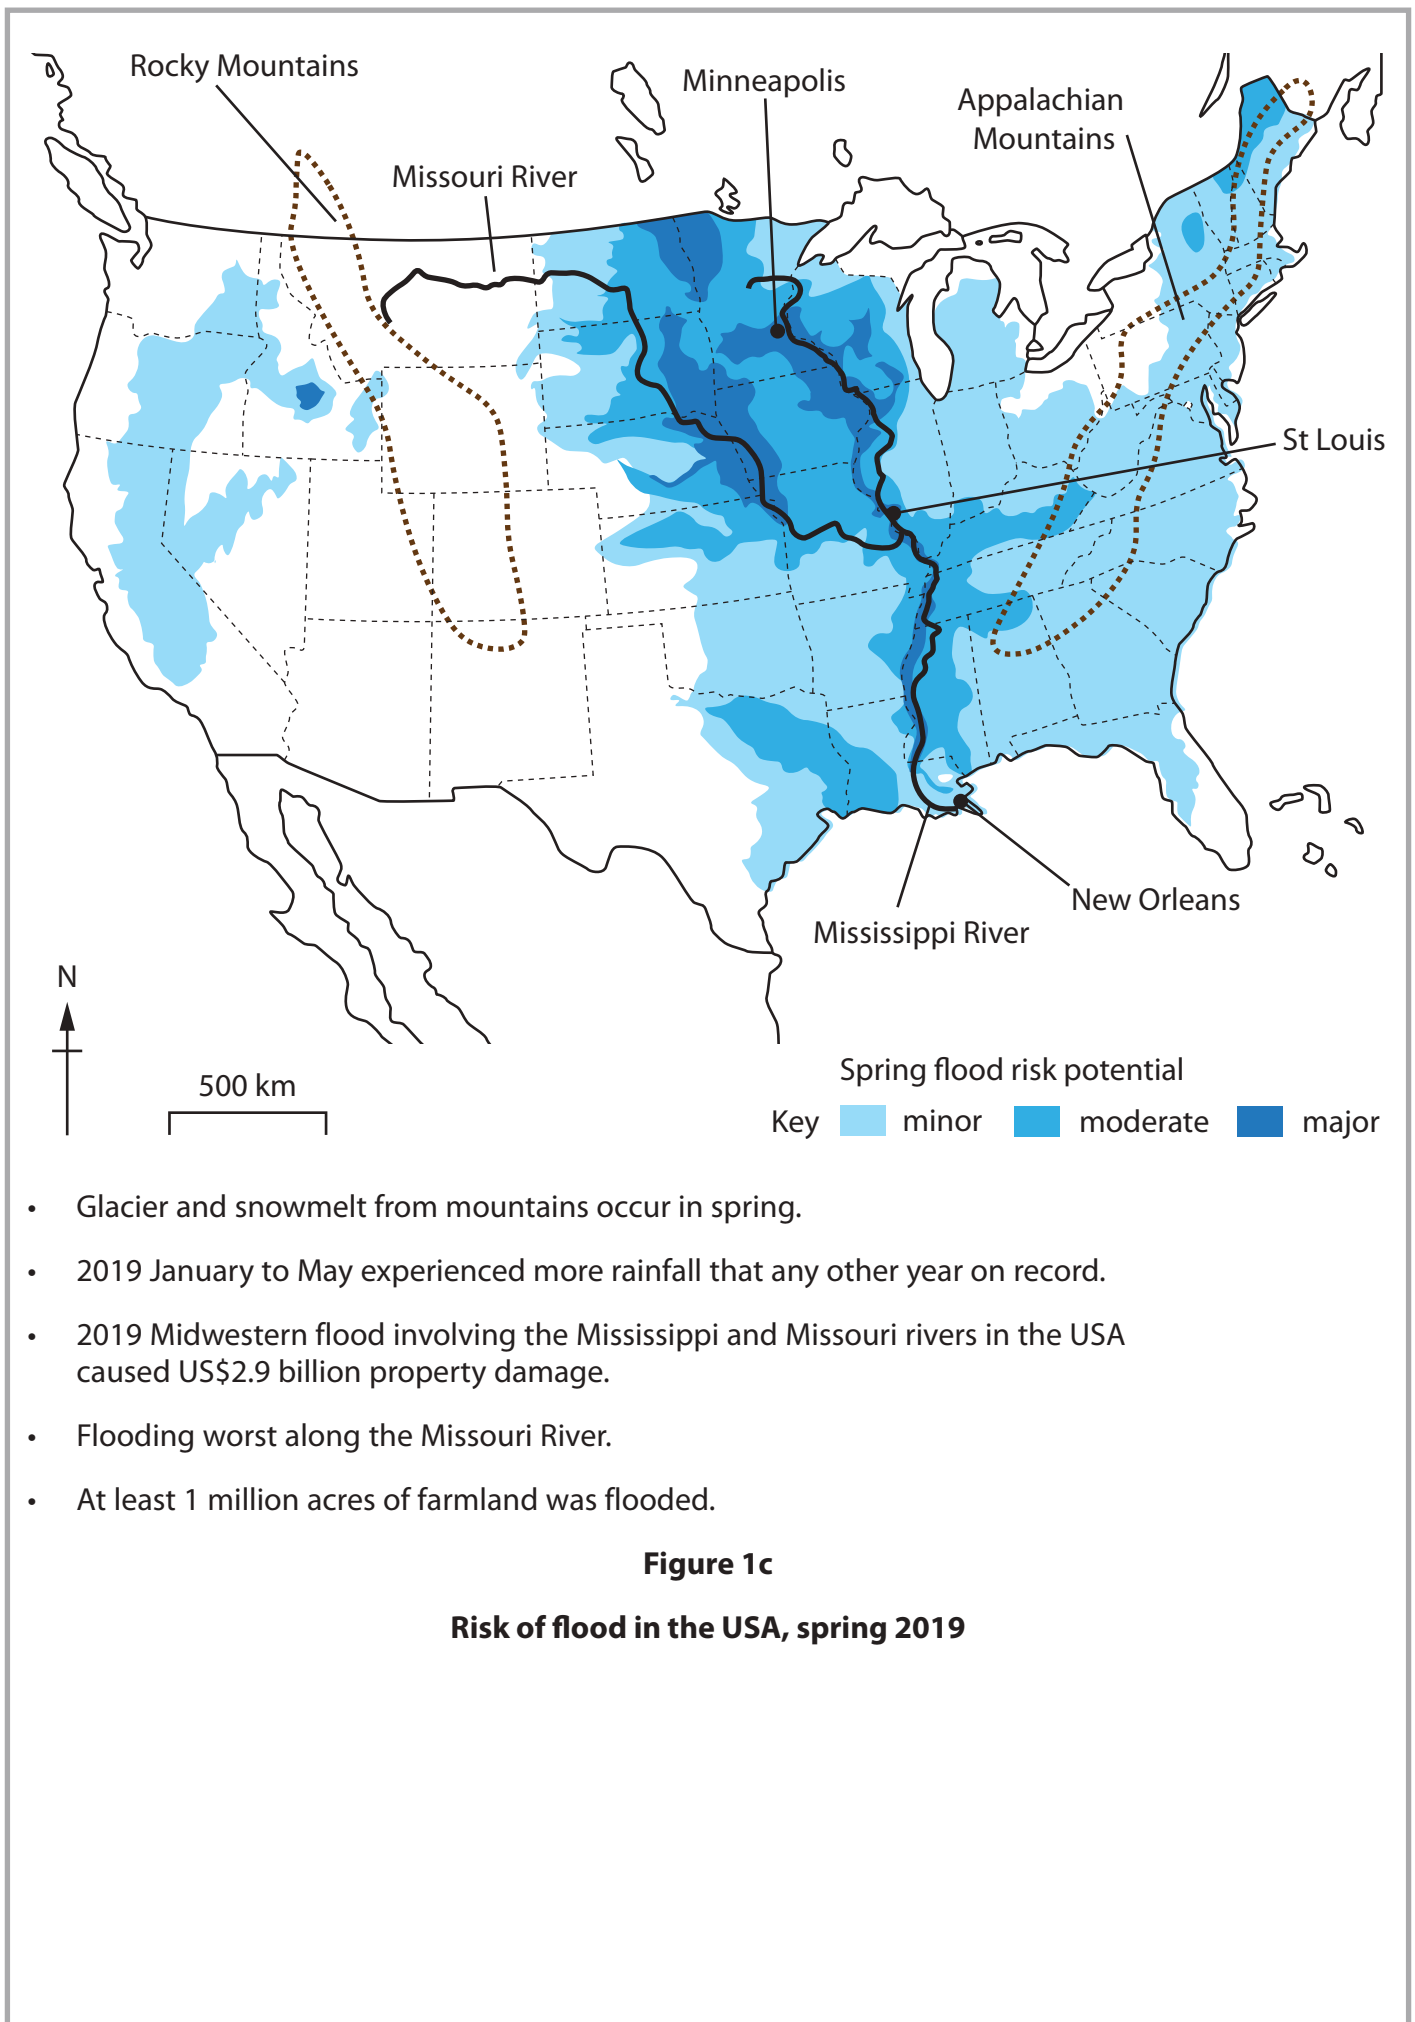 Rocky Mountains
Minneapolis
Appalachian
Mountains
Missouri River
St Louis
New Orleans
Mississippi River
N
500 km
Spring flood risk potential
Key minor moderate major
• Glacier and snowmelt from mountains occur in spring.
• 2019 January to May experienced more rainfall that any other year on record.
• 2019 Midwestern flood involving the Mississippi and Missouri rivers in the USA
caused US$2.9 billion property damage.
• Flooding worst along the Missouri River.
• At least 1 million acres of farmland was flooded.
Figure 1c
Risk of flood in the USA, spring 2019